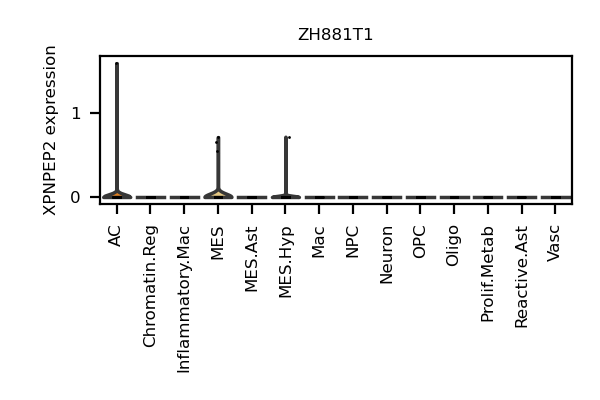 ZH881T1
XPNPEP2 expression
1
0
AC
Chromatin.Reg
Inflammatory.Mac
MES
MES.Ast
MES.Hyp
Mac
NPC
Neuron
OPC
Oligo
Prolif.Metab
Reactive.Ast
Vasc